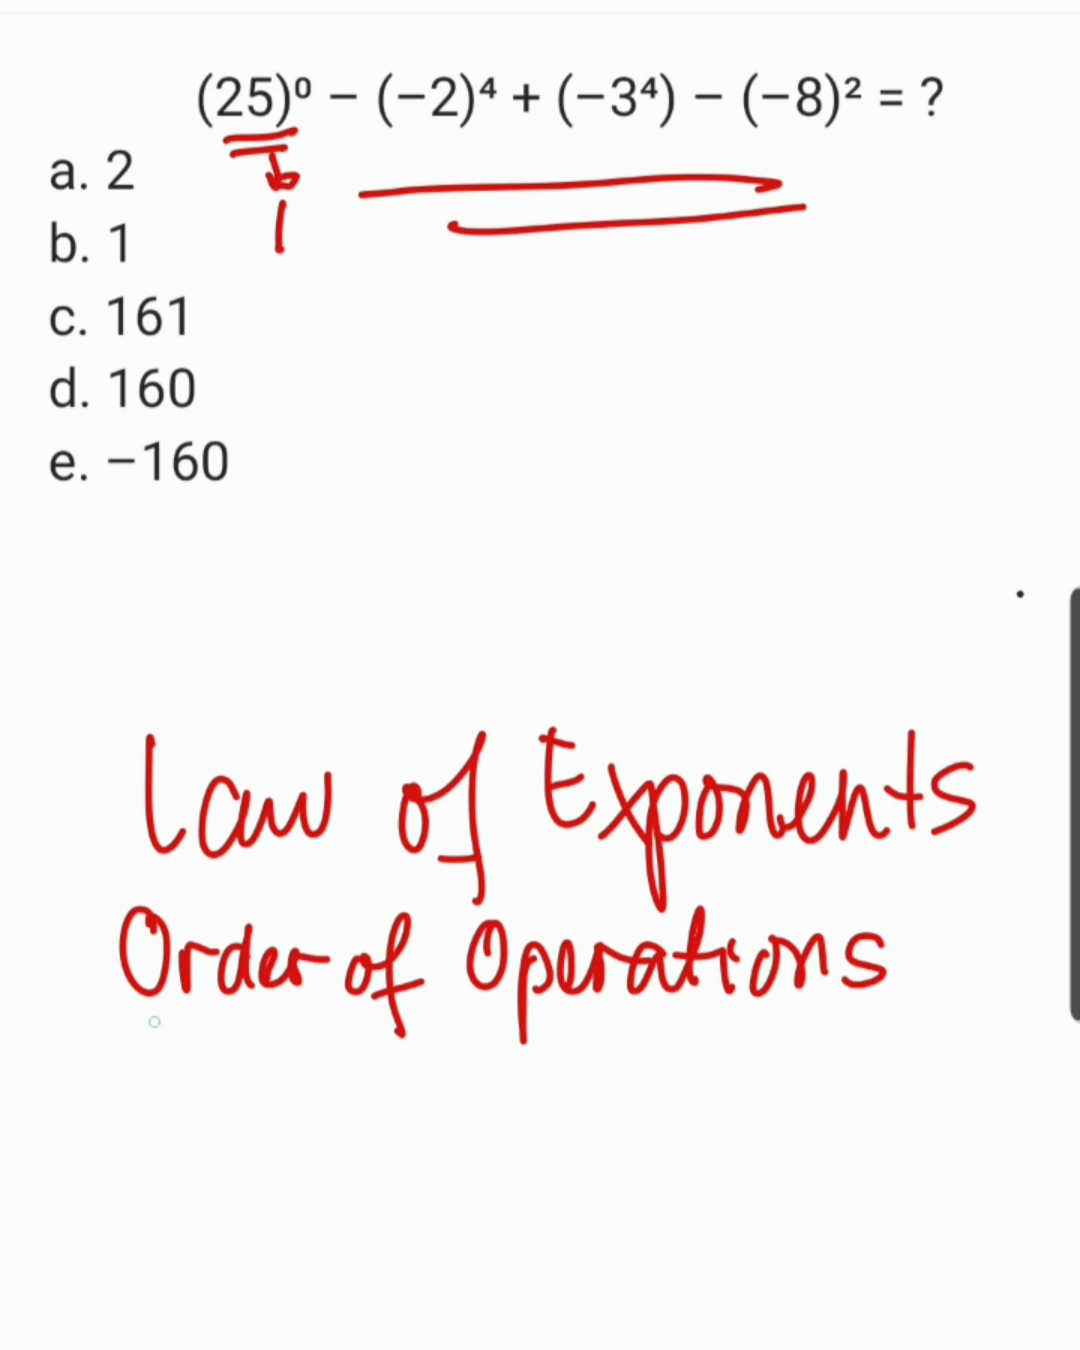 (25)⁰ − (−2)⁴ + (−3⁴) − (−8)² = ?
a. 2
1
b. 1
c. 161
d. 160
e. −160
Law of Exponents
Order of Operations